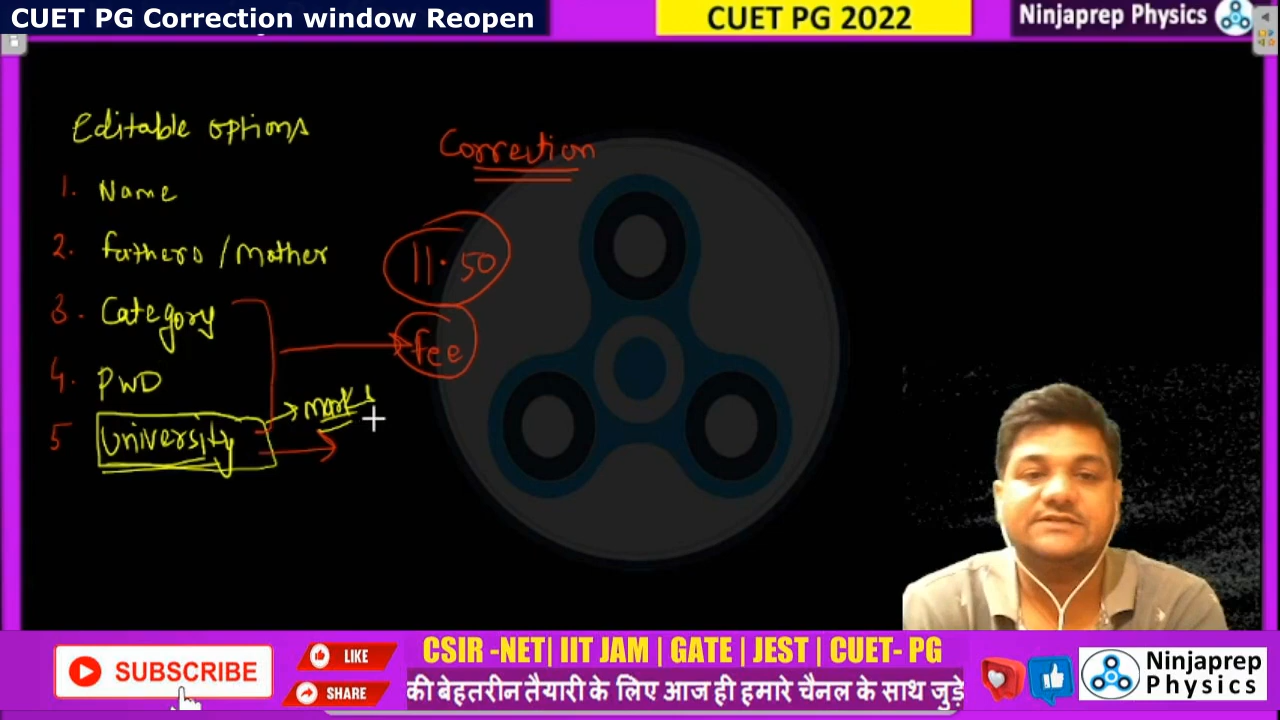 CUET PG Correction window Reopen
CUET PG 2022
Ninjaprep Physics
Editable options
Correction
1. Name
2. fathers / Mother
11.50
3. Category
fee
4. PWD
marks
5 University
SUBSCRIBE
LIKE
SHARE
CSIR -NET| IIT JAM | GATE | JEST | CUET- PG
की बेहतरीन तैयारी के लिए आज ही हमारे चैनल के साथ जुड़े
Ninjaprep
Physics